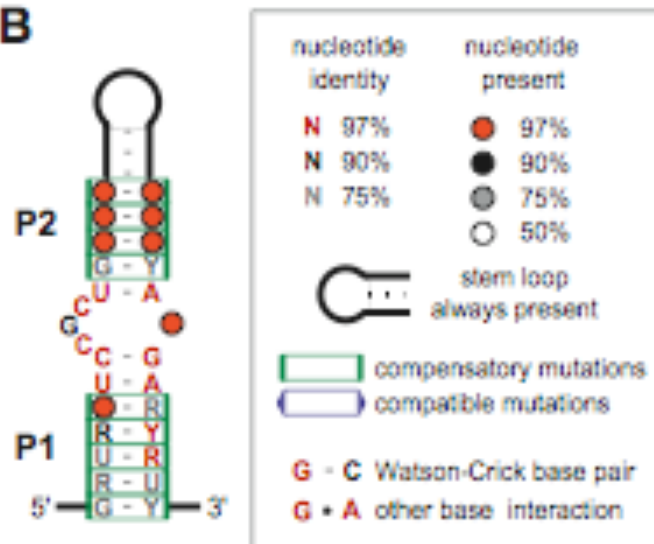 B
P2
G - Y
U - A
C
G
C
C - G
U - A
- R
R - Y
U - R
R - U
5' G - Y 3'
P1
nucleotide
identity
N 97%
N 90%
N 75%
nucleotide
present
97%
90%
75%
50%
stem loop
always present
compensatory mutations
compatible mutations
G - C Watson-Crick base pair
G • A other base interaction